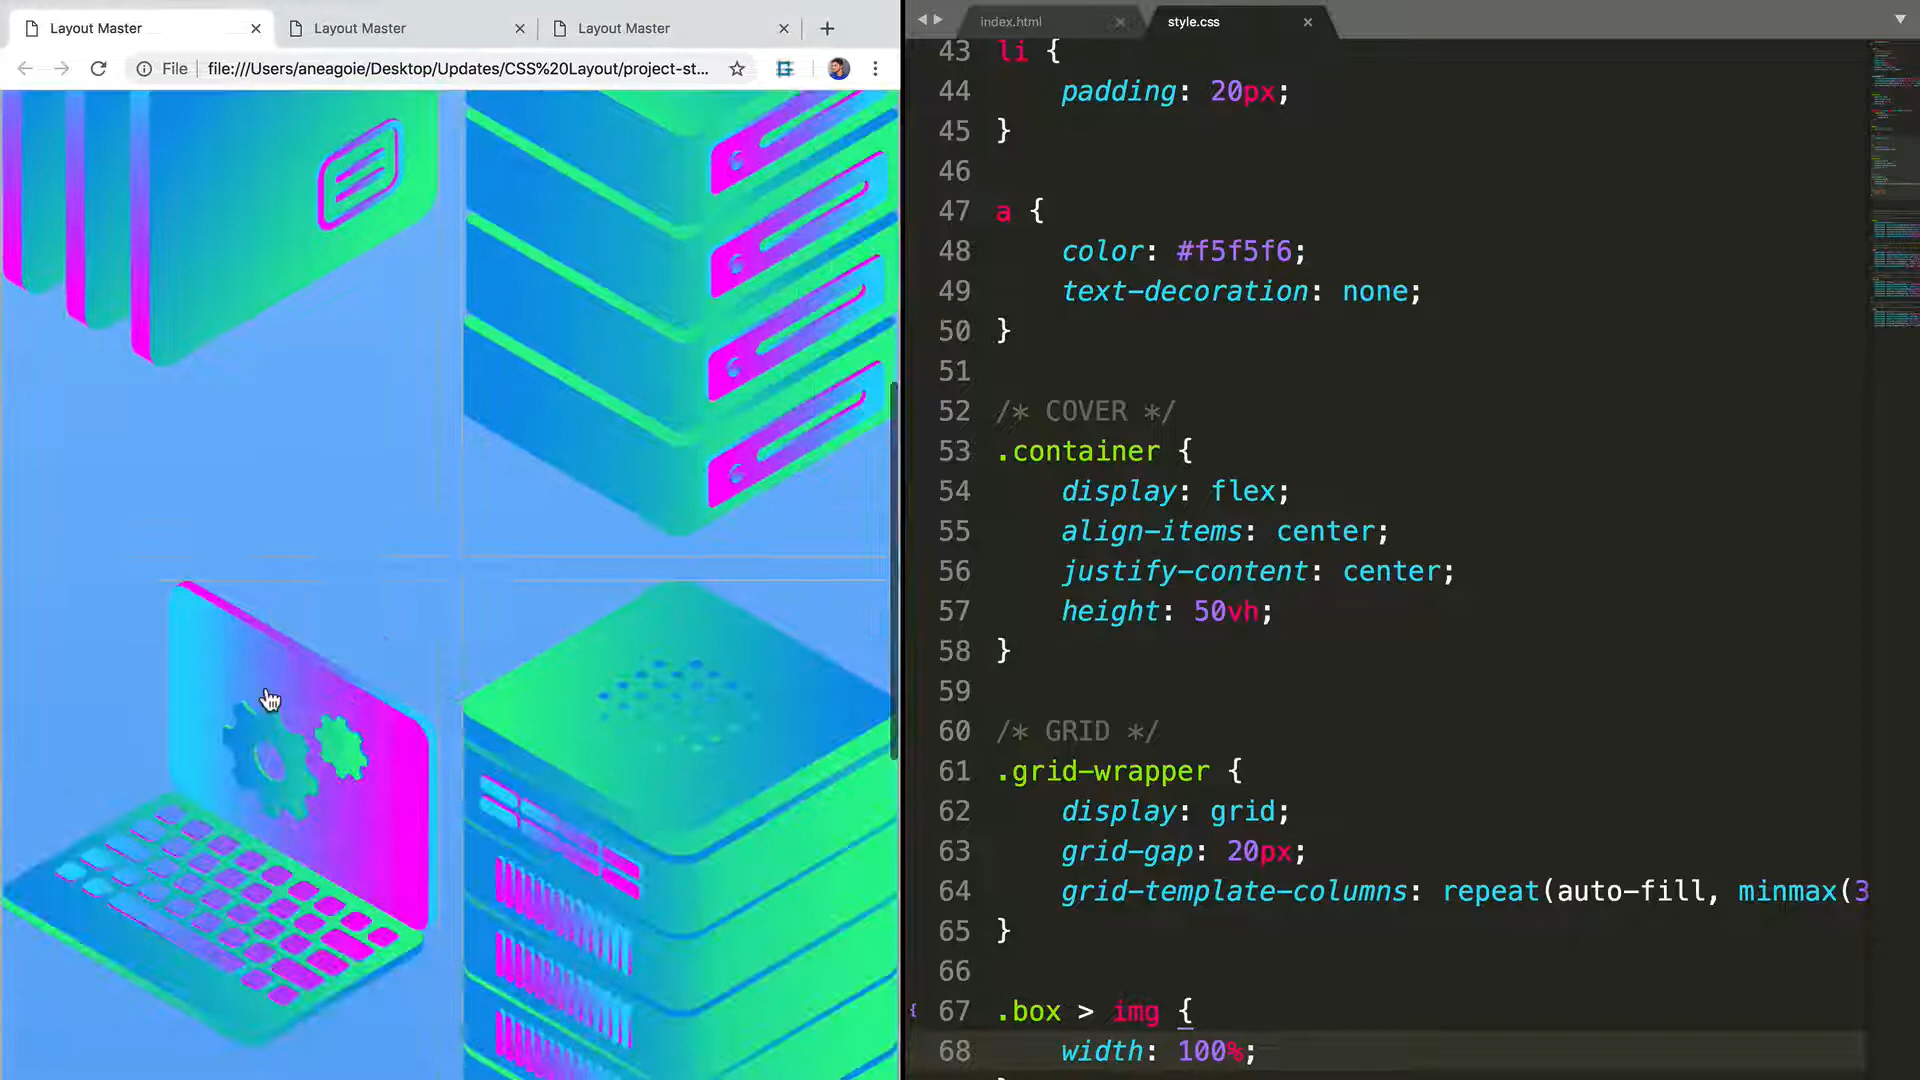 Layout Master
Layout Master
Layout Master
File
file:///Users/aneagoie/Desktop/Updates/CSS%20Layout/project-st...
index.html
style.css
43 li {
44 padding: 20px;
45 }
46
47 a {
48 color: #f5f5f6;
49 text-decoration: none;
50 }
51
52 /* COVER */
53 .container {
54 display: flex;
55 align-items: center;
56 justify-content: center;
57 height: 50vh;
58 }
59
60 /* GRID */
61 .grid-wrapper {
62 display: grid;
63 grid-gap: 20px;
64 grid-template-columns: repeat(auto-fill, minmax(3
65 }
66
67 .box > img {
68 width: 100%;